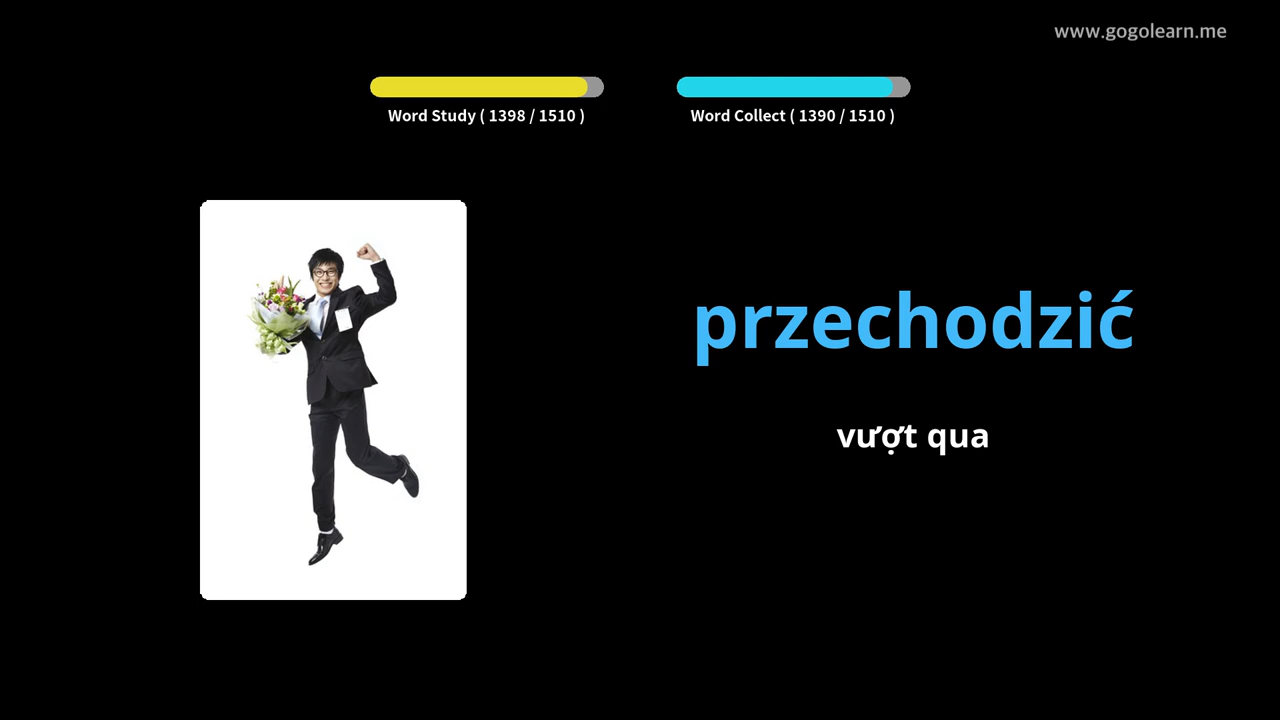 www.gogolearn.me
Word Study ( 1398 / 1510 )
Word Collect ( 1390 / 1510 )
przechodzić
vượt qua